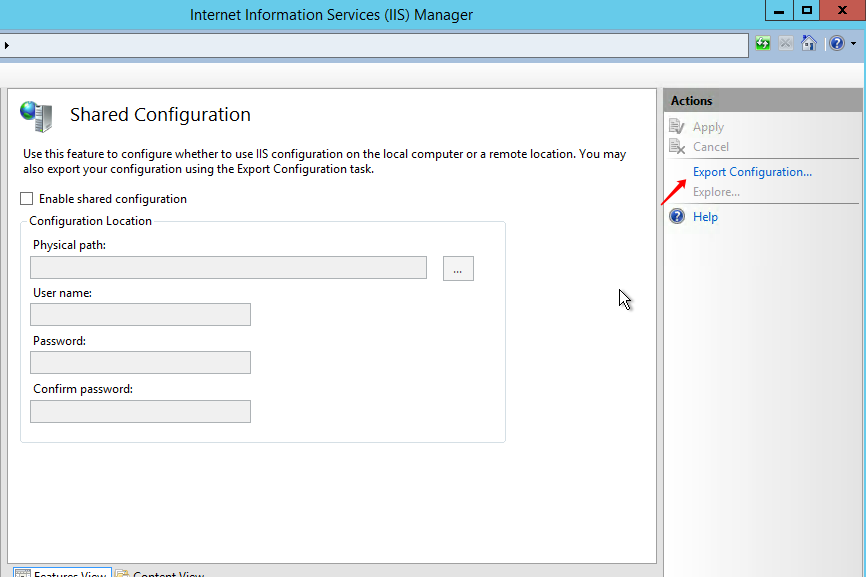 Internet Information Services (IIS) Manager
Shared Configuration
Use this feature to configure whether to use IIS configuration on the local computer or a remote location. You may
also export your configuration using the Export Configuration task.
Enable shared configuration
Configuration Location
Physical path:
...
User name:
Password:
Confirm password:
Actions
Apply
Cancel
Export Configuration...
Explore...
Help
Features View
Content View